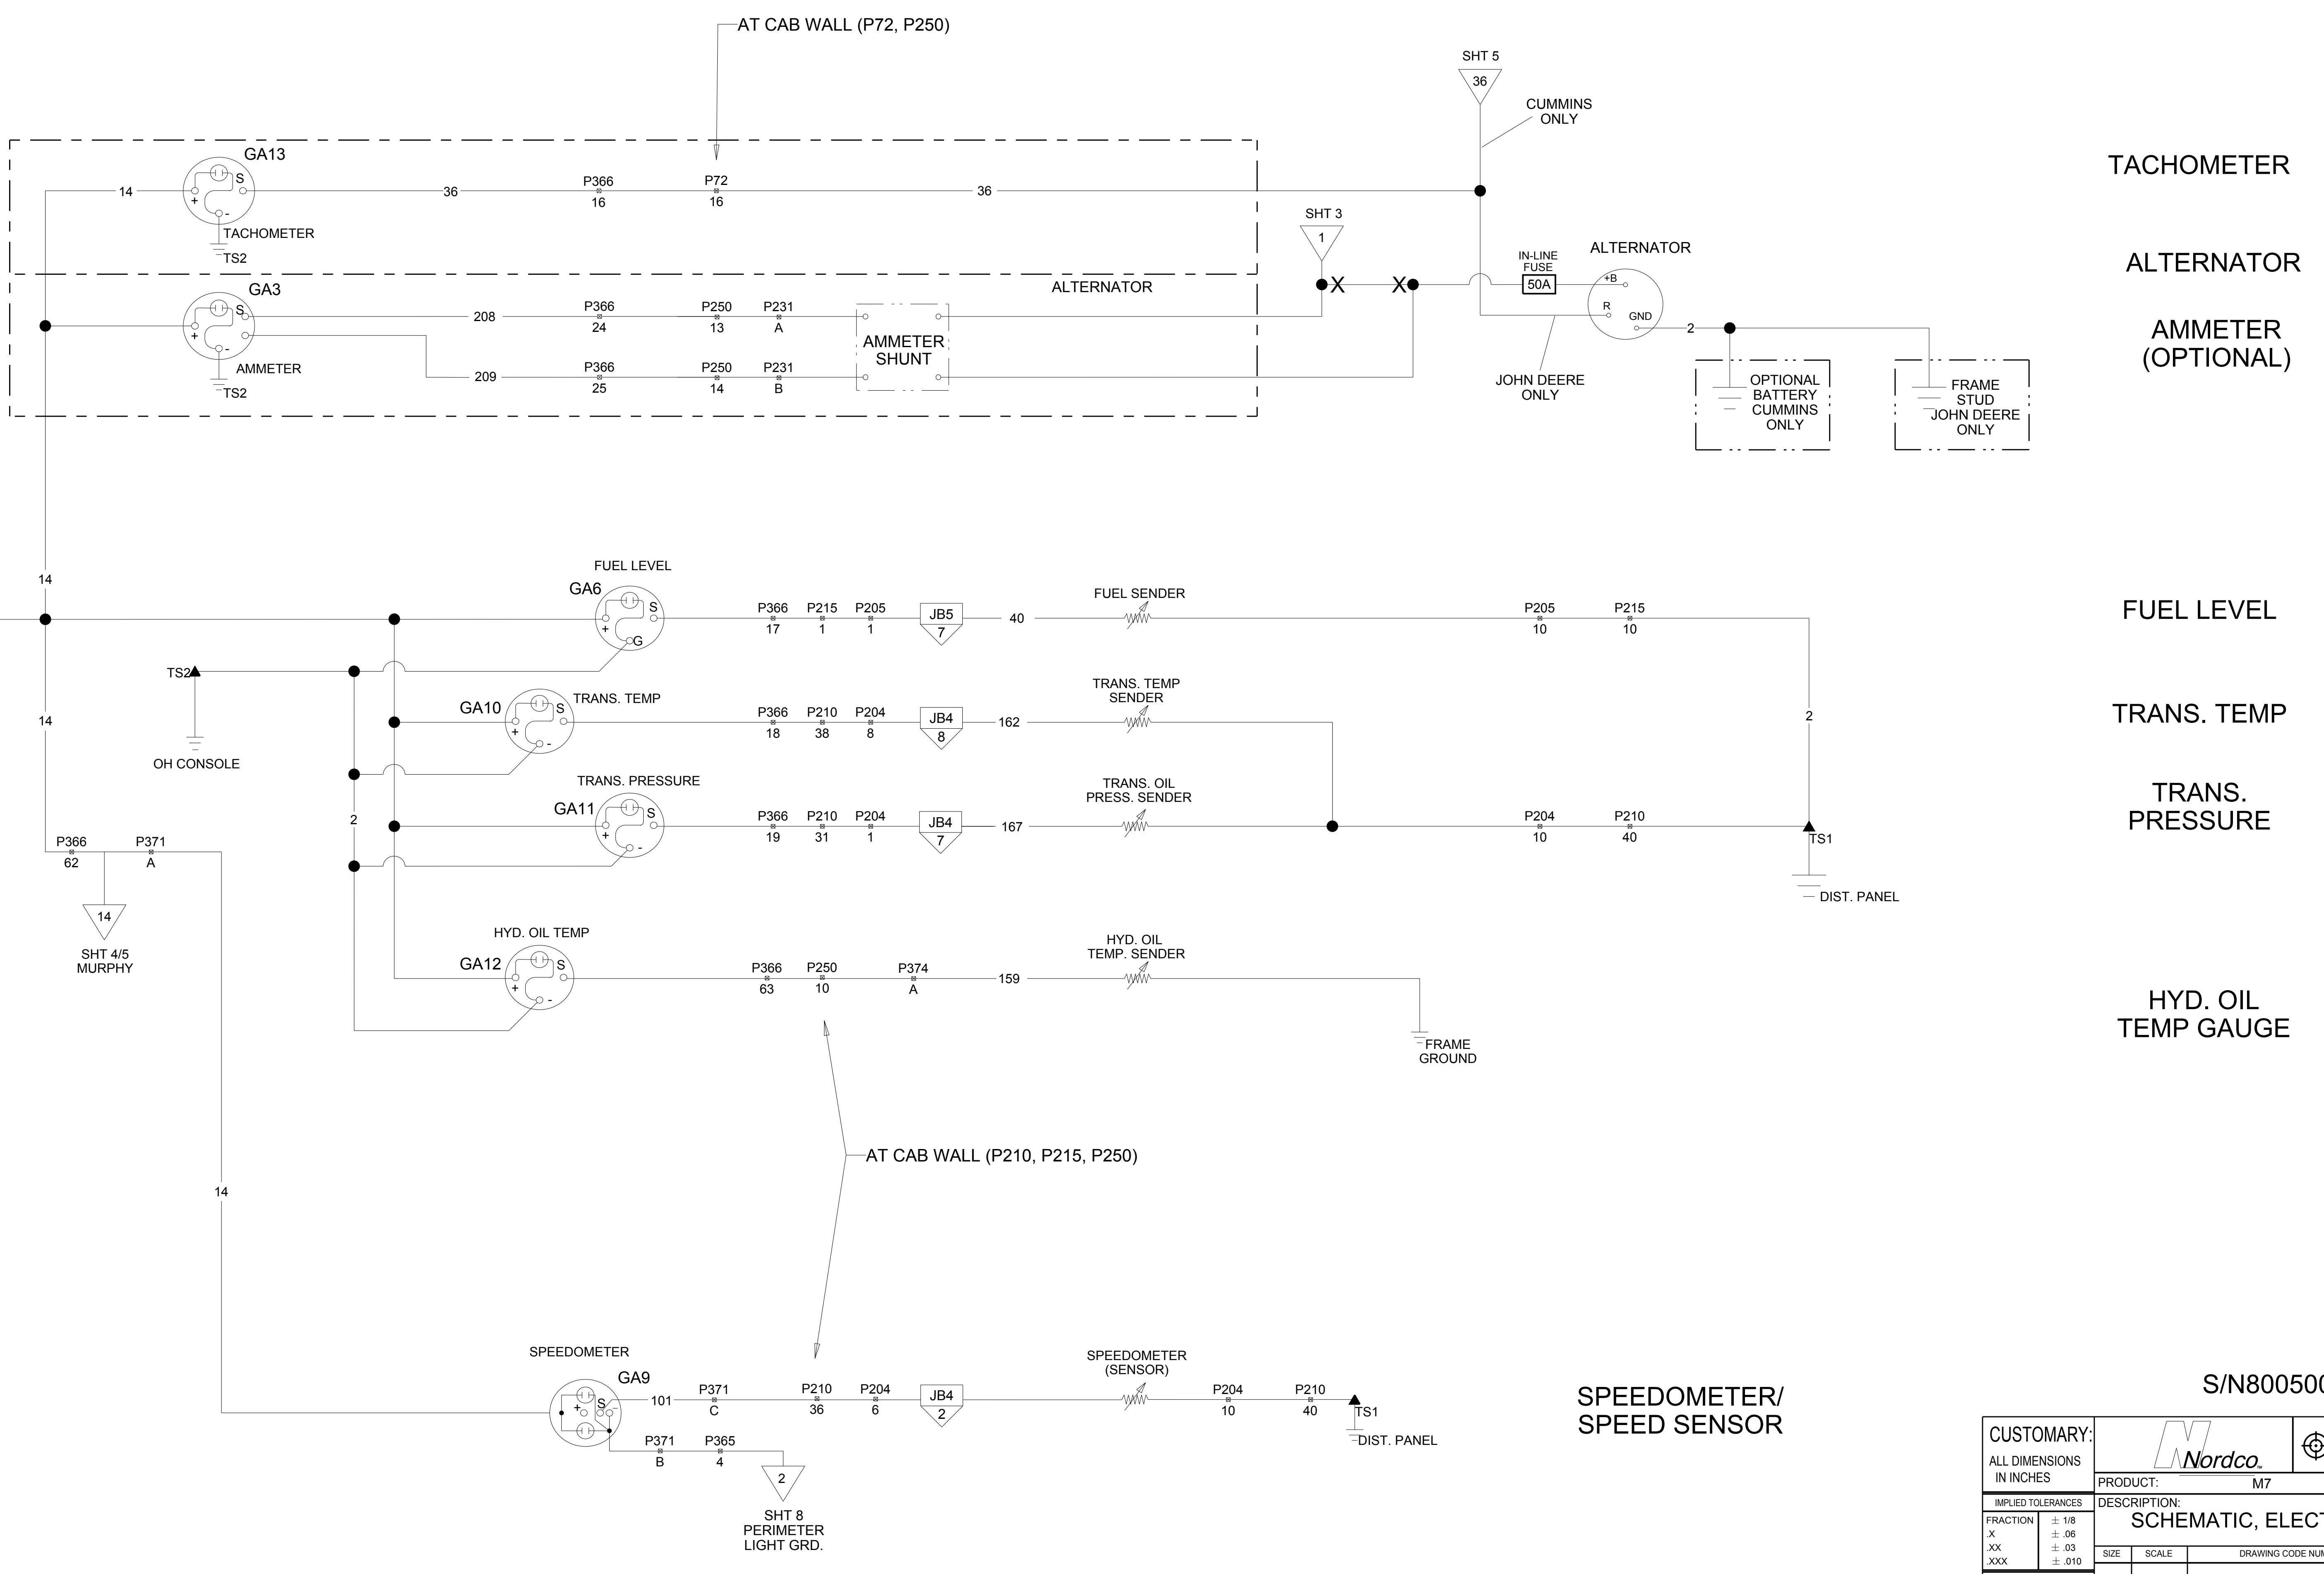 AT CAB WALL (P72, P250)
SHT 5
36
CUMMINS
ONLY
GA13
S
+
-
14
36
P366
16
P72
16
36
TACHOMETER
TS2
TACHOMETER
SHT 3
1
ALTERNATOR
IN-LINE
FUSE
50A
+B
R
GND
2
X
X
ALTERNATOR
ALTERNATOR
GA3
S
+
-
208
P366
24
P250
13
P231
A
AMMETER
SHUNT
AMMETER
TS2
209
P366
25
P250
14
P231
B
JOHN DEERE
ONLY
OPTIONAL
BATTERY
CUMMINS
ONLY
FRAME
STUD
JOHN DEERE
ONLY
AMMETER
(OPTIONAL)
14
FUEL LEVEL
GA6
S
+
G
P366
17
P215
1
P205
1
JB5
7
40
FUEL SENDER
P205
10
P215
10
FUEL LEVEL
TS2
OH CONSOLE
14
GA10
TRANS. TEMP
S
+
-
P366
18
P210
38
P204
8
JB4
8
162
TRANS. TEMP
SENDER
2
TRANS. TEMP
TRANS. PRESSURE
GA11
S
+
-
2
P366
19
P210
31
P204
1
JB4
7
167
TRANS. OIL
PRESS. SENDER
P204
10
P210
40
TS1
DIST. PANEL
TRANS.
PRESSURE
P366
62
P371
A
14
SHT 4/5
MURPHY
HYD. OIL TEMP
GA12
S
+
-
P366
63
P250
10
P374
A
159
HYD. OIL
TEMP. SENDER
FRAME
GROUND
HYD. OIL
TEMP GAUGE
AT CAB WALL (P210, P215, P250)
14
SPEEDOMETER
GA9
S
+
-
101
P371
C
P210
36
P204
6
JB4
2
SPEEDOMETER
(SENSOR)
P204
10
P210
40
TS1
DIST. PANEL
SPEEDOMETER/
SPEED SENSOR
P371
B
P365
4
2
SHT 8
PERIMETER
LIGHT GRD.
S/N800500
CUSTOMARY:
ALL DIMENSIONS
IN INCHES
Nordco™
PRODUCT:
M7
IMPLIED TOLERANCES
FRACTION ± 1/8
.X ± .06
.XX ± .03
.XXX ± .010
DESCRIPTION:
SCHEMATIC, ELECT
SIZE
SCALE
DRAWING CODE NUM